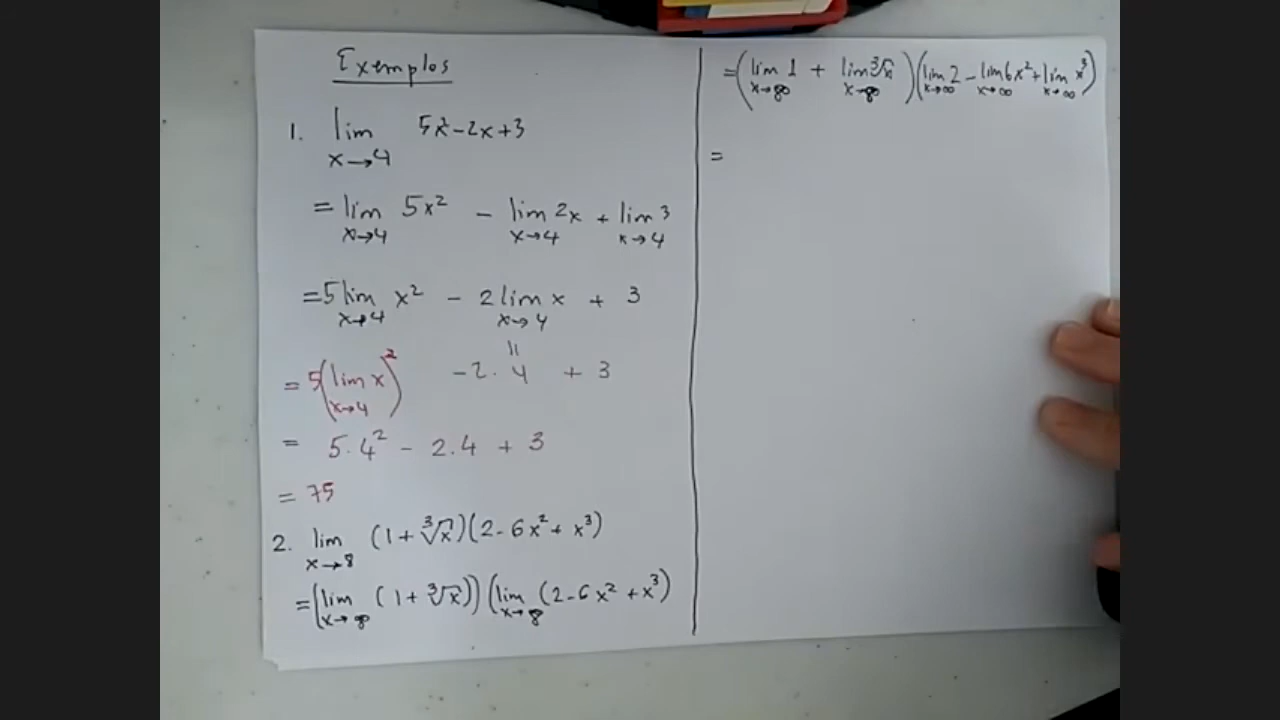 Exemplos
1. lim 5x²-2x+3
x→4
= lim 5x² - lim 2x + lim 3
x→4 x→4 x→4
=5 lim x² - 2 lim x + 3
x→4 x→4
= 5(lim x)² -2. 4 + 3
x→4
= 5.4² - 2.4 + 3
= 75
2. lim (1+∛x)(2-6x²+x³)
x→8
=(lim (1+∛x))(lim (2-6x²+x³)
x→8 x→8
=(lim 1 + lim ∛x)(lim 2 - lim 6x² + lim x³)
x→8 x→8 x→∞ x→∞ x→∞
=